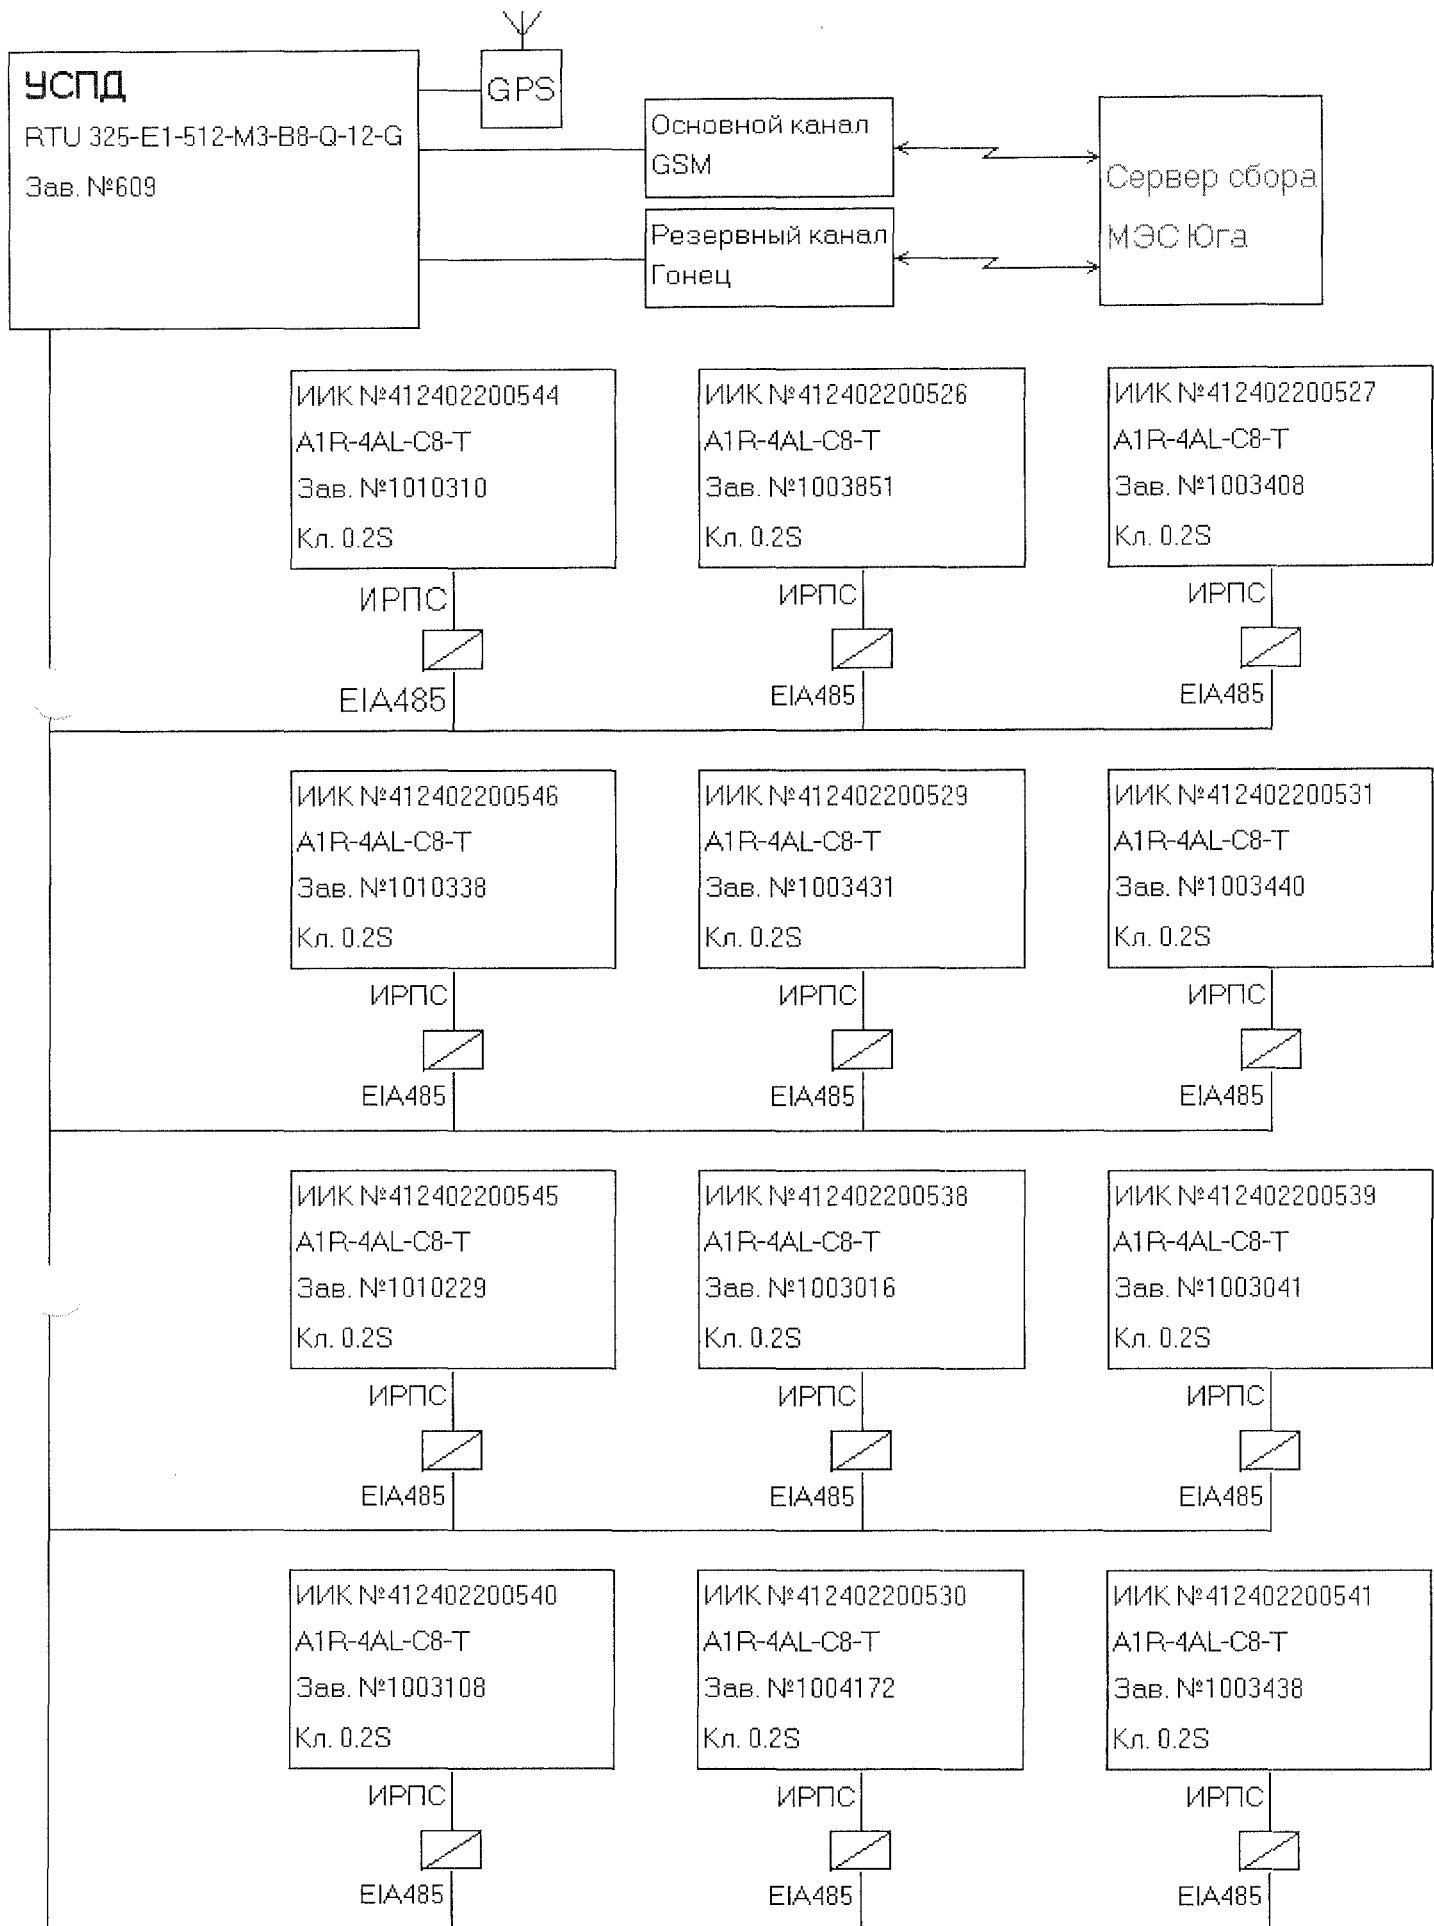 УСПД
RTU 325-E1-512-M3-B8-Q-12-G
Зав. №609
GPS
Основной канал
GSM
Резервный канал
Гонец
Сервер сбора
МЭС Юга
ИИК №412402200544
A1R-4AL-C8-T
Зав. №1010310
Кл. 0.2S
ИРПС
EIA485
ИИК №412402200526
A1R-4AL-C8-T
Зав. №1003851
Кл. 0.2S
ИРПС
EIA485
ИИК №412402200527
A1R-4AL-C8-T
Зав. №1003408
Кл. 0.2S
ИРПС
EIA485
ИИК №412402200546
A1R-4AL-C8-T
Зав. №1010338
Кл. 0.2S
ИРПС
EIA485
ИИК №412402200529
A1R-4AL-C8-T
Зав. №1003431
Кл. 0.2S
ИРПС
EIA485
ИИК №412402200531
A1R-4AL-C8-T
Зав. №1003440
Кл. 0.2S
ИРПС
EIA485
ИИК №412402200545
A1R-4AL-C8-T
Зав. №1010229
Кл. 0.2S
ИРПС
EIA485
ИИК №412402200538
A1R-4AL-C8-T
Зав. №1003016
Кл. 0.2S
ИРПС
EIA485
ИИК №412402200539
A1R-4AL-C8-T
Зав. №1003041
Кл. 0.2S
ИРПС
EIA485
ИИК №412402200540
A1R-4AL-C8-T
Зав. №1003108
Кл. 0.2S
ИРПС
EIA485
ИИК №412402200530
A1R-4AL-C8-T
Зав. №1004172
Кл. 0.2S
ИРПС
EIA485
ИИК №412402200541
A1R-4AL-C8-T
Зав. №1003438
Кл. 0.2S
ИРПС
EIA485